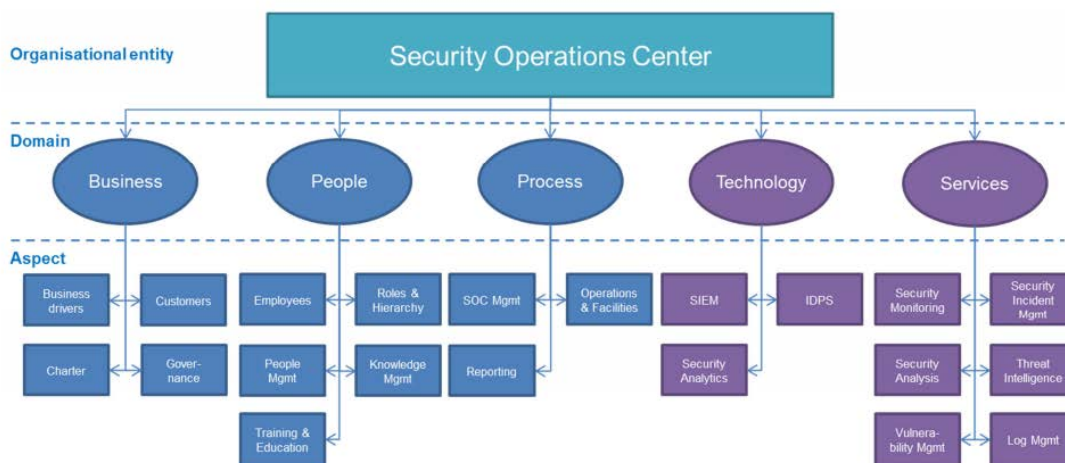 Organisational entity
Security Operations Center
Domain
Business
People
Process
Technology
Services
Aspect
Business
drivers
Customers
Employees
Roles &
Hierarchy
SOC Mgmt
Operations
& Facilities
SIEM
IDPS
Security
Monitoring
Security
Incident
Mgmt
Charter
Gover-
nance
People
Mgmt
Knowledge
Mgmt
Reporting
Security
Analytics
Security
Analysis
Threat
Intelligence
Training &
Education
Vulnera-
bility Mgmt
Log Mgmt